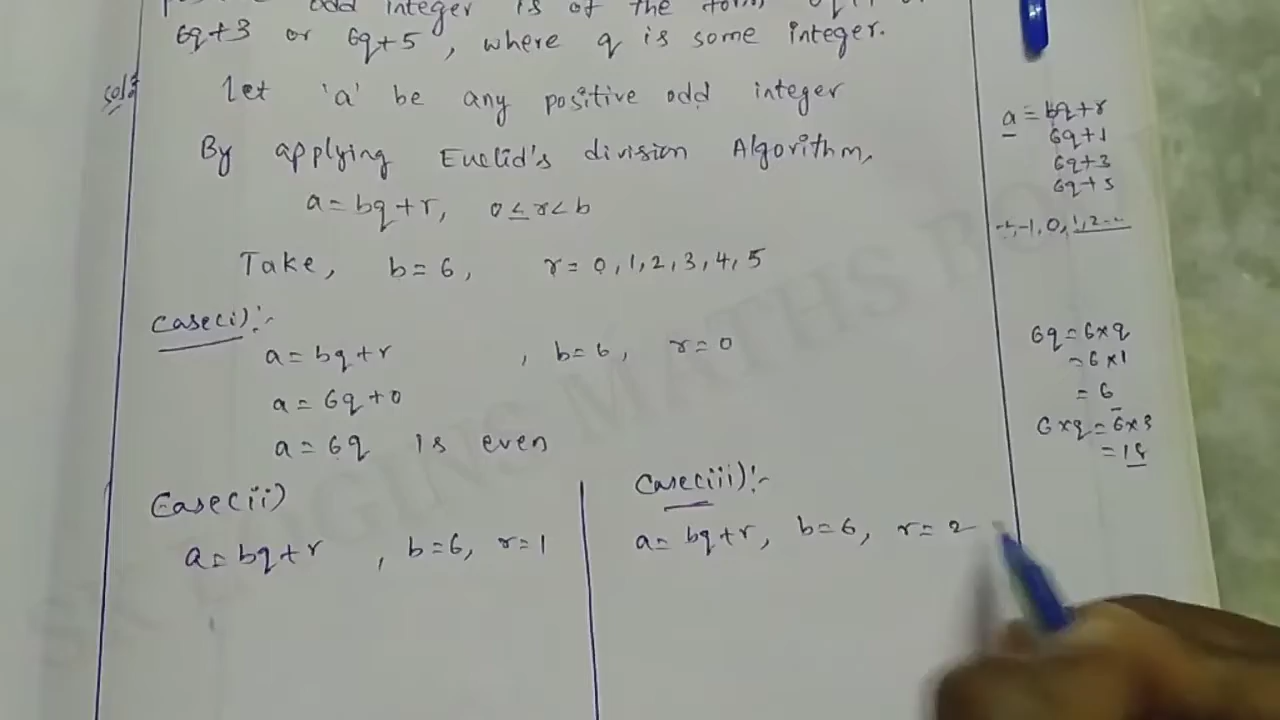 odd integer is of the form
6q+3 or 6q+5, where q is some integer.
Sol:-
Let 'a' be any positive odd integer
By applying Euclid's division Algorithm,
a = bq+r, 0 ≤ r < b
Take, b = 6, r = 0, 1, 2, 3, 4, 5
Case(i):-
a = bq+r , b = 6, r = 0
a = 6q+0
a = 6q is even
Case(ii)
a = bq+r , b = 6, r = 1
Case(iii):-
a = bq+r, b = 6, r = 2
a = bq+r
6q+1
6q+3
6q+5
-1, 0, 1, 2--
6q = 6×q
= 6×1
= 6
6×q = 6×3
= 18
MATHS